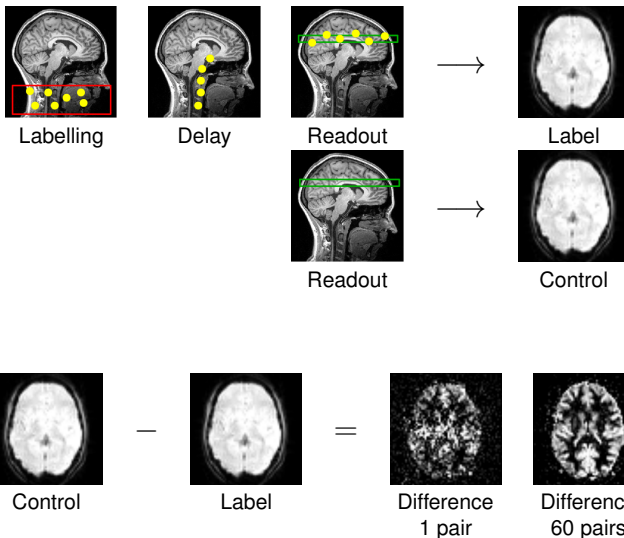 Labelling Delay Readout Label
Readout Control
Control − Label = Difference Differenc
1 pair 60 pairs